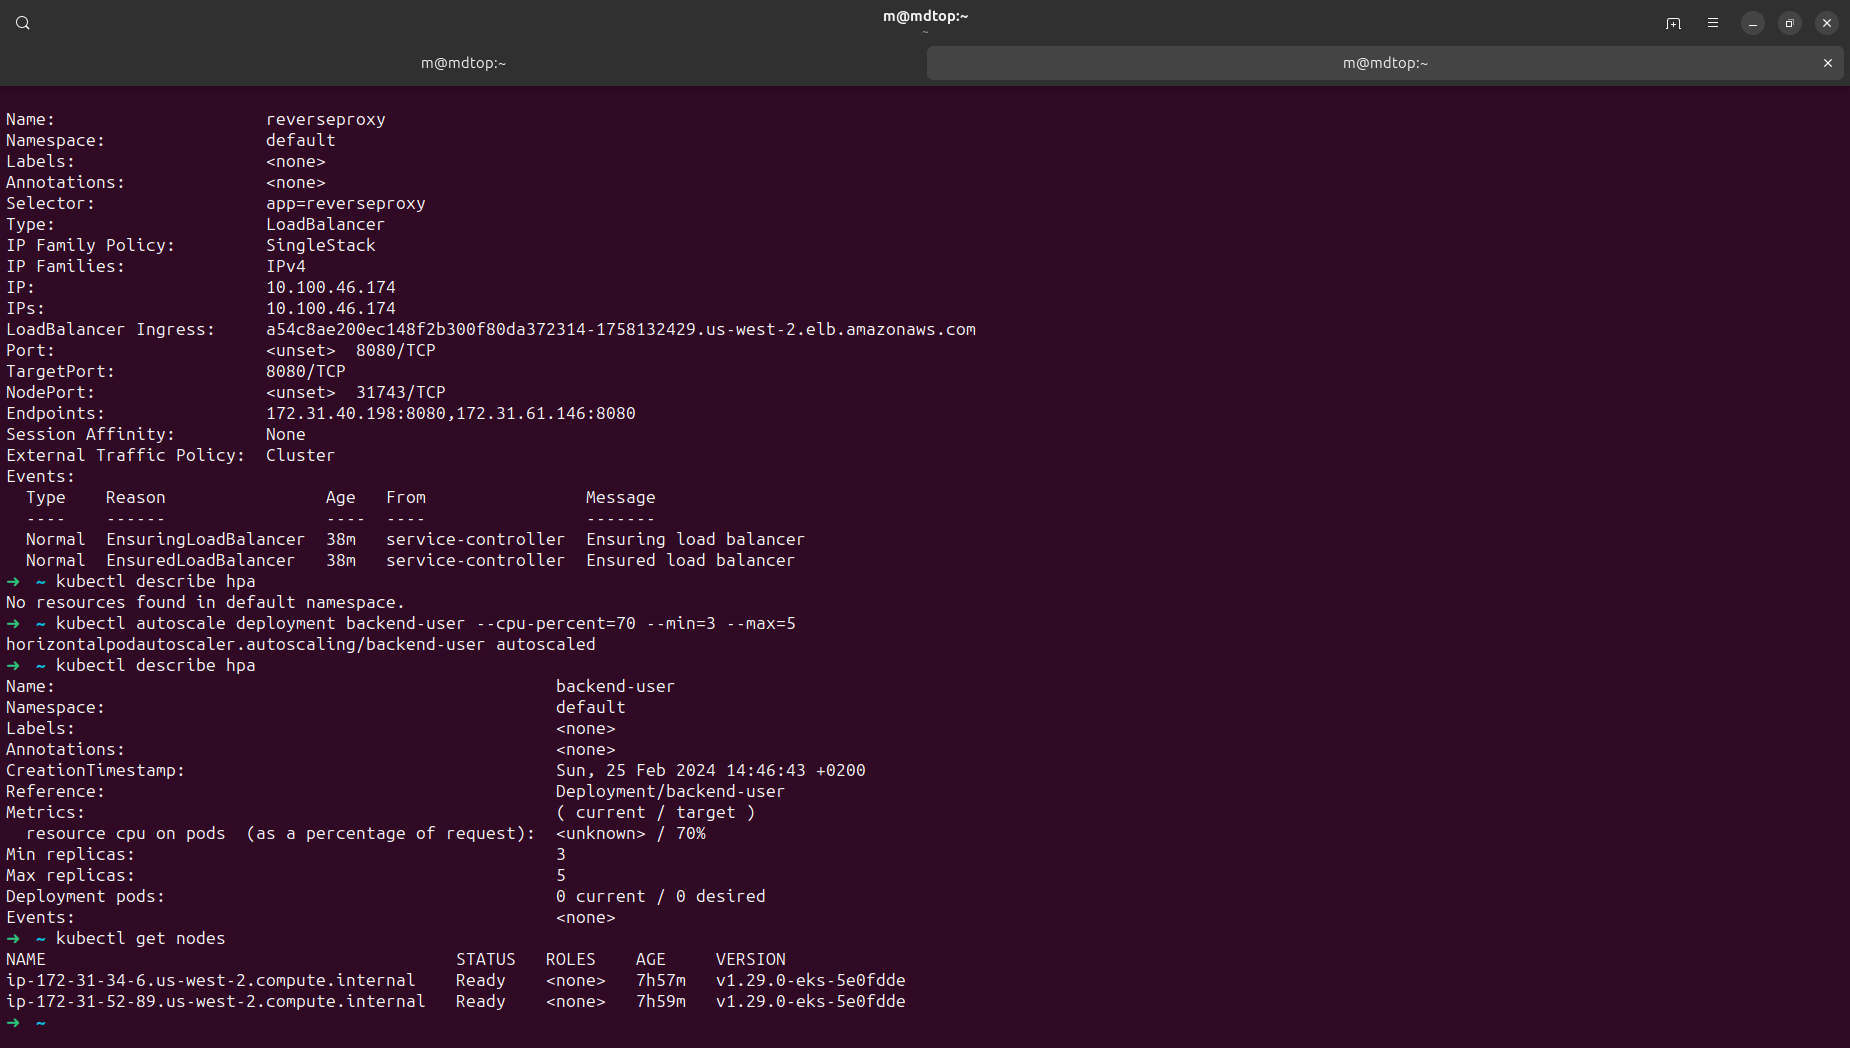 m@mdtop:~
~
m@mdtop:~
m@mdtop:~
Name:                     reverseproxy
Namespace:                default
Labels:                   <none>
Annotations:              <none>
Selector:                 app=reverseproxy
Type:                     LoadBalancer
IP Family Policy:         SingleStack
IP Families:              IPv4
IP:                       10.100.46.174
IPs:                      10.100.46.174
LoadBalancer Ingress:     a54c8ae200ec148f2b300f80da372314-1758132429.us-west-2.elb.amazonaws.com
Port:                     <unset>  8080/TCP
TargetPort:               8080/TCP
NodePort:                 <unset>  31743/TCP
Endpoints:                172.31.40.198:8080,172.31.61.146:8080
Session Affinity:         None
External Traffic Policy:  Cluster
Events:
  Type    Reason                Age   From                Message
  ----    ------                ----  ----                -------
  Normal  EnsuringLoadBalancer  38m   service-controller  Ensuring load balancer
  Normal  EnsuredLoadBalancer   38m   service-controller  Ensured load balancer
➜  ~ kubectl describe hpa
No resources found in default namespace.
➜  ~ kubectl autoscale deployment backend-user --cpu-percent=70 --min=3 --max=5
horizontalpodautoscaler.autoscaling/backend-user autoscaled
➜  ~ kubectl describe hpa
Name:                                                  backend-user
Namespace:                                             default
Labels:                                                <none>
Annotations:                                           <none>
CreationTimestamp:                                     Sun, 25 Feb 2024 14:46:43 +0200
Reference:                                             Deployment/backend-user
Metrics:                                               ( current / target )
  resource cpu on pods  (as a percentage of request):  <unknown> / 70%
Min replicas:                                          3
Max replicas:                                          5
Deployment pods:                                       0 current / 0 desired
Events:                                                <none>
➜  ~ kubectl get nodes
NAME                                         STATUS   ROLES    AGE     VERSION
ip-172-31-34-6.us-west-2.compute.internal    Ready    <none>   7h57m   v1.29.0-eks-5e0fdde
ip-172-31-52-89.us-west-2.compute.internal   Ready    <none>   7h59m   v1.29.0-eks-5e0fdde
➜  ~